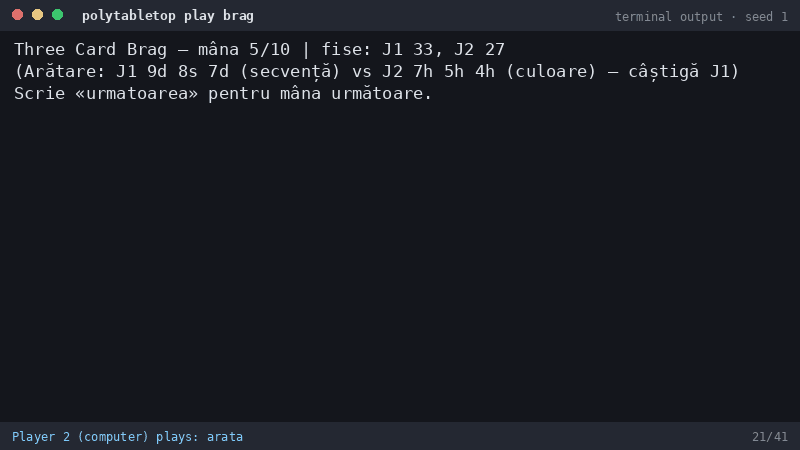 polytabletop play brag
terminal output · seed 1
Three Card Brag — mâna 5/10 | fise: J1 33, J2 27
(Arătare: J1 9d 8s 7d (secvență) vs J2 7h 5h 4h (culoare) — câștigă J1)
Scrie «urmatoarea» pentru mâna următoare.
Player 2 (computer) plays: arata
21/41